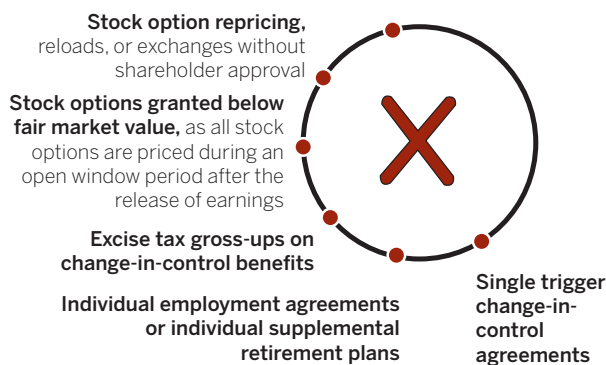 Stock option repricing,
reloads, or exchanges without
shareholder approval
Stock options granted below
fair market value, as all stock
options are priced during an
open window period after the
release of earnings
Excise tax gross-ups on
change-in-control benefits
Individual employment agreements
or individual supplemental
retirement plans
Single trigger
change-in-
control
agreements